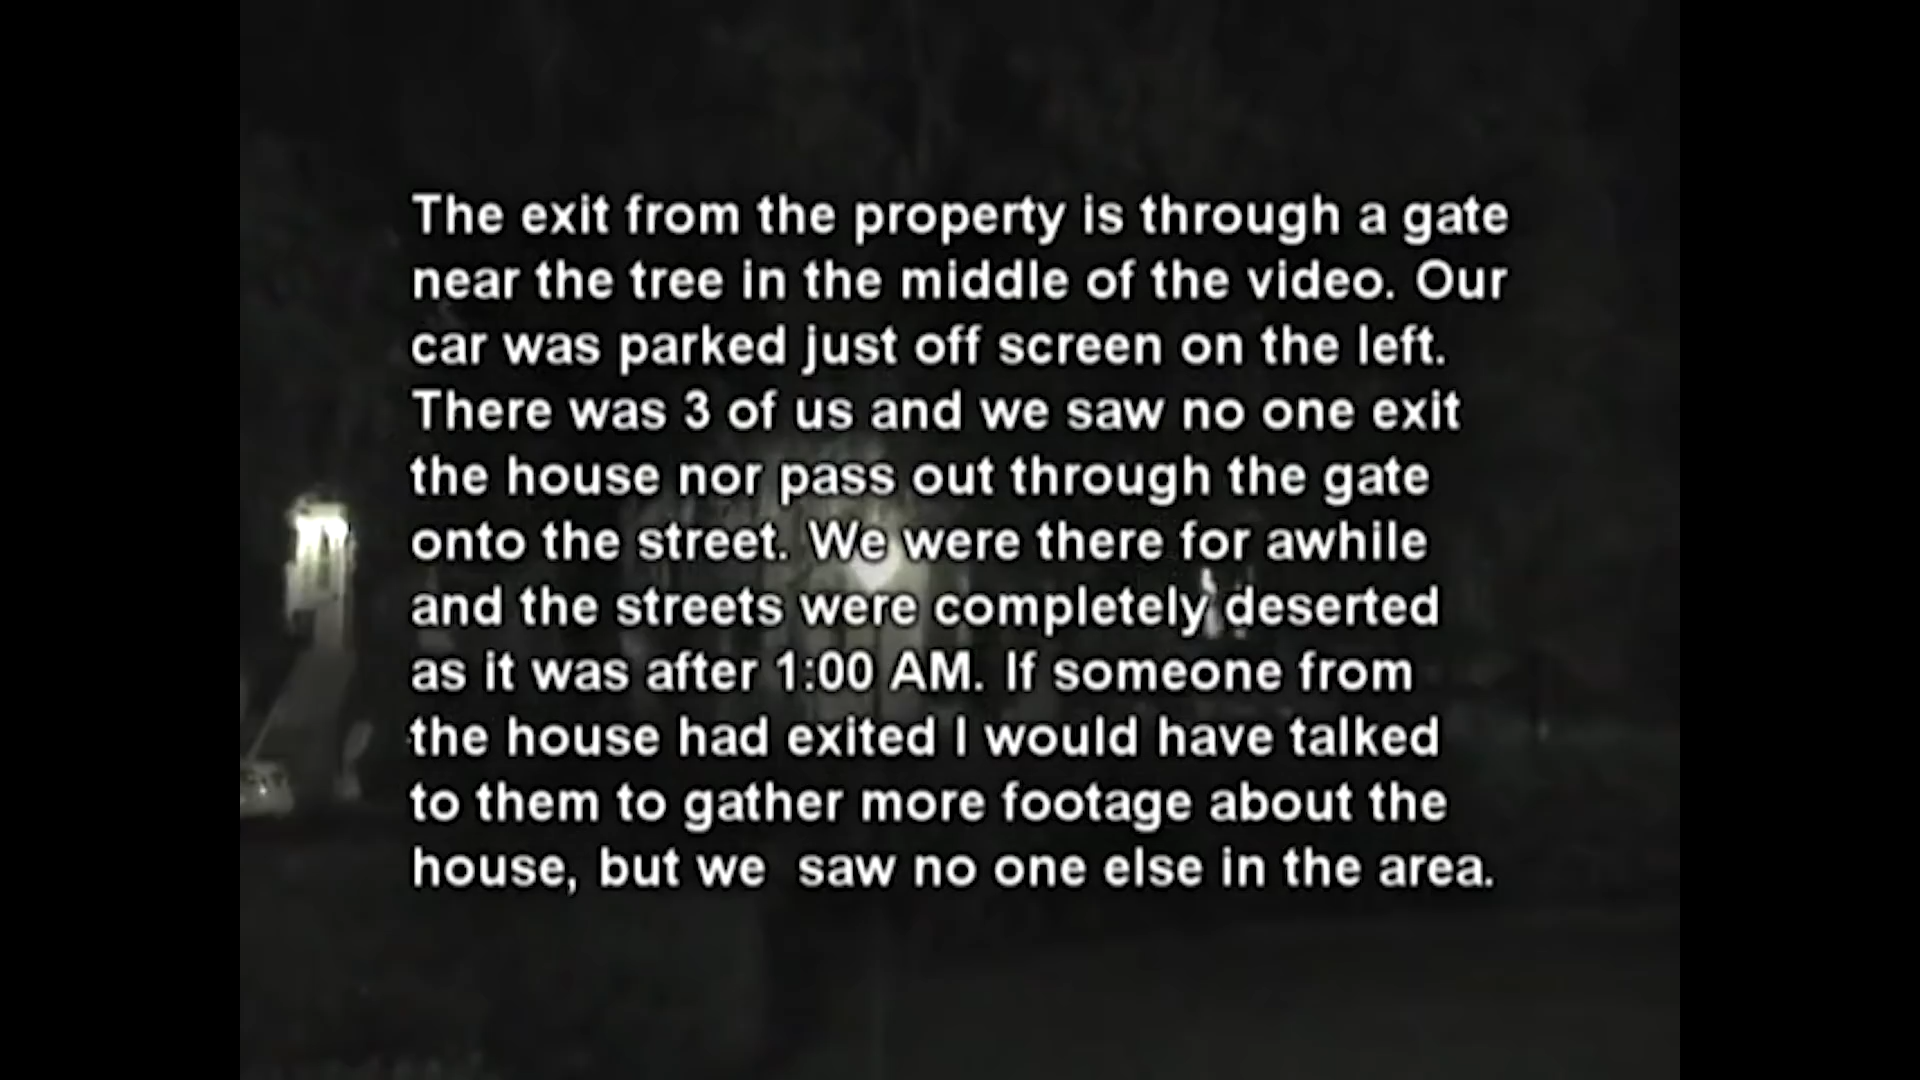 The exit from the property is through a gate
near the tree in the middle of the video. Our
car was parked just off screen on the left.
There was 3 of us and we saw no one exit
the house nor pass out through the gate
onto the street. We were there for awhile
and the streets were completely deserted
as it was after 1:00 AM. If someone from
the house had exited I would have talked
to them to gather more footage about the
house, but we  saw no one else in the area.